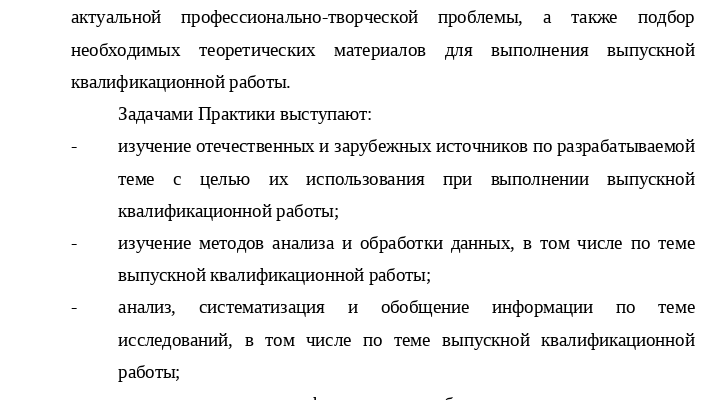 актуальной профессионально-творческой проблемы, а также подбор
необходимых теоретических материалов для выполнения выпускной
квалификационной работы.
Задачами Практики выступают:
- изучение отечественных и зарубежных источников по разрабатываемой
теме с целью их использования при выполнении выпускной
квалификационной работы;
- изучение методов анализа и обработки данных, в том числе по теме
выпускной квалификационной работы;
- анализ, систематизация и обобщение информации по теме
исследований, в том числе по теме выпускной квалификационной
работы;